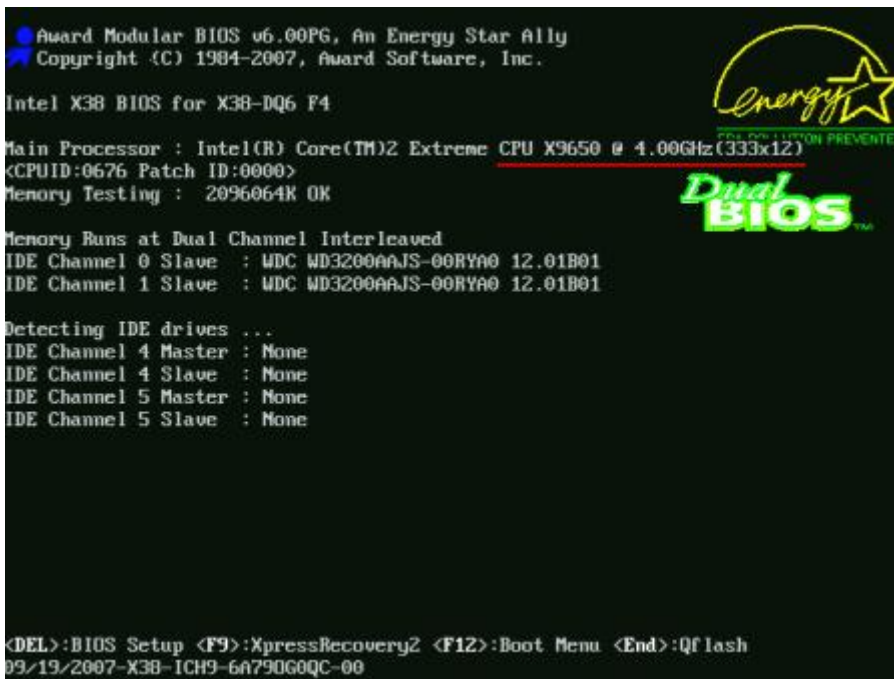 Award Modular BIOS v6.00PG, An Energy Star Ally
Copyright (C) 1984-2007, Award Software, Inc.
energy
EPA POLLUTION PREVENTE
Intel X38 BIOS for X38-DQ6 F4
Main Processor : Intel(R) Core(TM)2 Extreme CPU X9650 @ 4.00GHz(333x12)
<CPUID:0676 Patch ID:0000>
Memory Testing : 2096064K OK
Dual
BIOS TM
Memory Runs at Dual Channel Interleaved
IDE Channel 0 Slave : WDC WD3200AAJS-00RYA0 12.01B01
IDE Channel 1 Slave : WDC WD3200AAJS-00RYA0 12.01B01
Detecting IDE drives ...
IDE Channel 4 Master : None
IDE Channel 4 Slave : None
IDE Channel 5 Master : None
IDE Channel 5 Slave : None
<DEL>:BIOS Setup <F9>:XpressRecovery2 <F12>:Boot Menu <End>:Qflash
09/19/2007-X38-ICH9-6A790G0QC-00